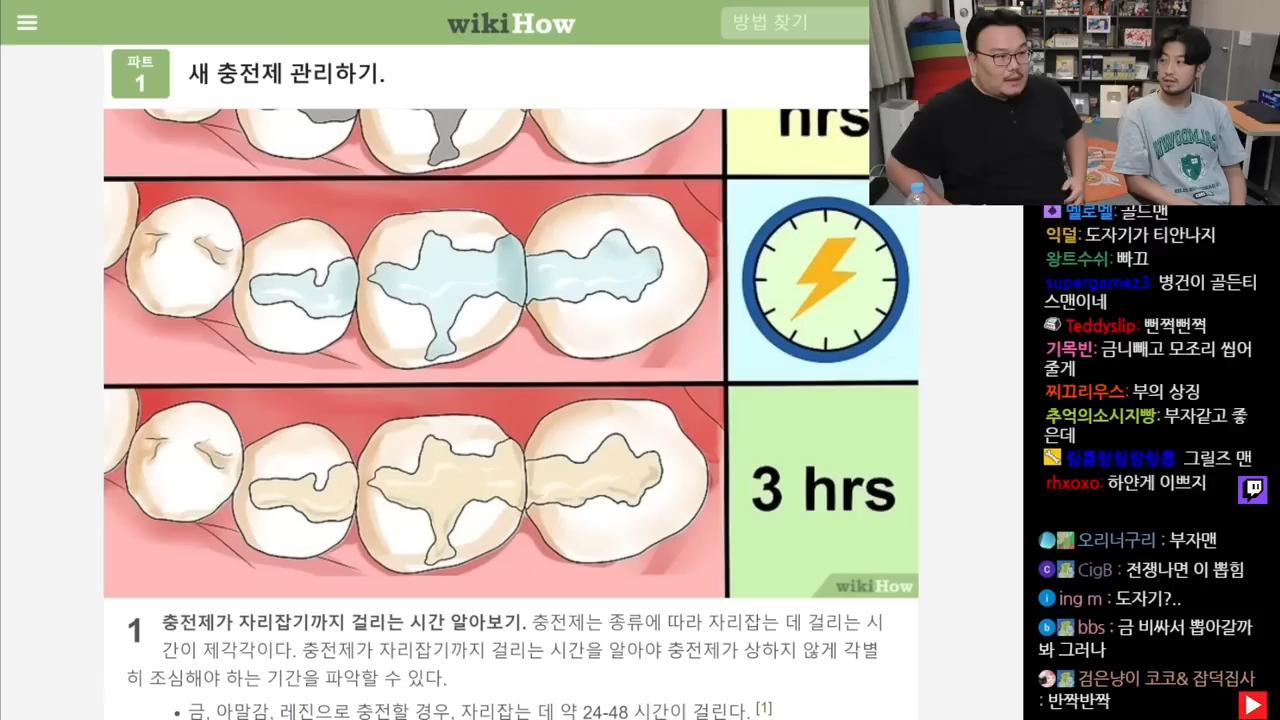 wikiHow
방법 찾기
파트
1
새 충전제 관리하기.
hrs
3 hrs
wikiHow
1 충전제가 자리잡기까지 걸리는 시간 알아보기. 충전제는 종류에 따라 자리잡는 데 걸리는 시
간이 제각각이다. 충전제가 자리잡기까지 걸리는 시간을 알아야 충전제가 상하지 않게 각별
히 조심해야 하는 기간을 파악할 수 있다.
• 금, 아말감, 레진으로 충전할 경우, 자리잡는 데 약 24-48 시간이 걸린다. [1]
멜로벨: 골드맨
익덜: 도자기가 티안나지
왕트수쉬: 빠끄
supergamez3: 병건이 골든티
스맨이네
Teddyslip: 뻔쩍뻔쩍
기목빈: 금니빼고 모조리 씹어
줄게
찌끄리우스: 부의 상징
추억의소시지빵: 부자같고 좋
은데
그릴즈 맨
rhxoxo: 하얀게 이쁘지
오리너구리 : 부자맨
CigB : 전쟁나면 이 뽑힘
ing m : 도자기?..
bbs : 금 비싸서 뽑아갈까
봐 그러나
검은냥이 코코& 잡덕집사
: 반짝반짝